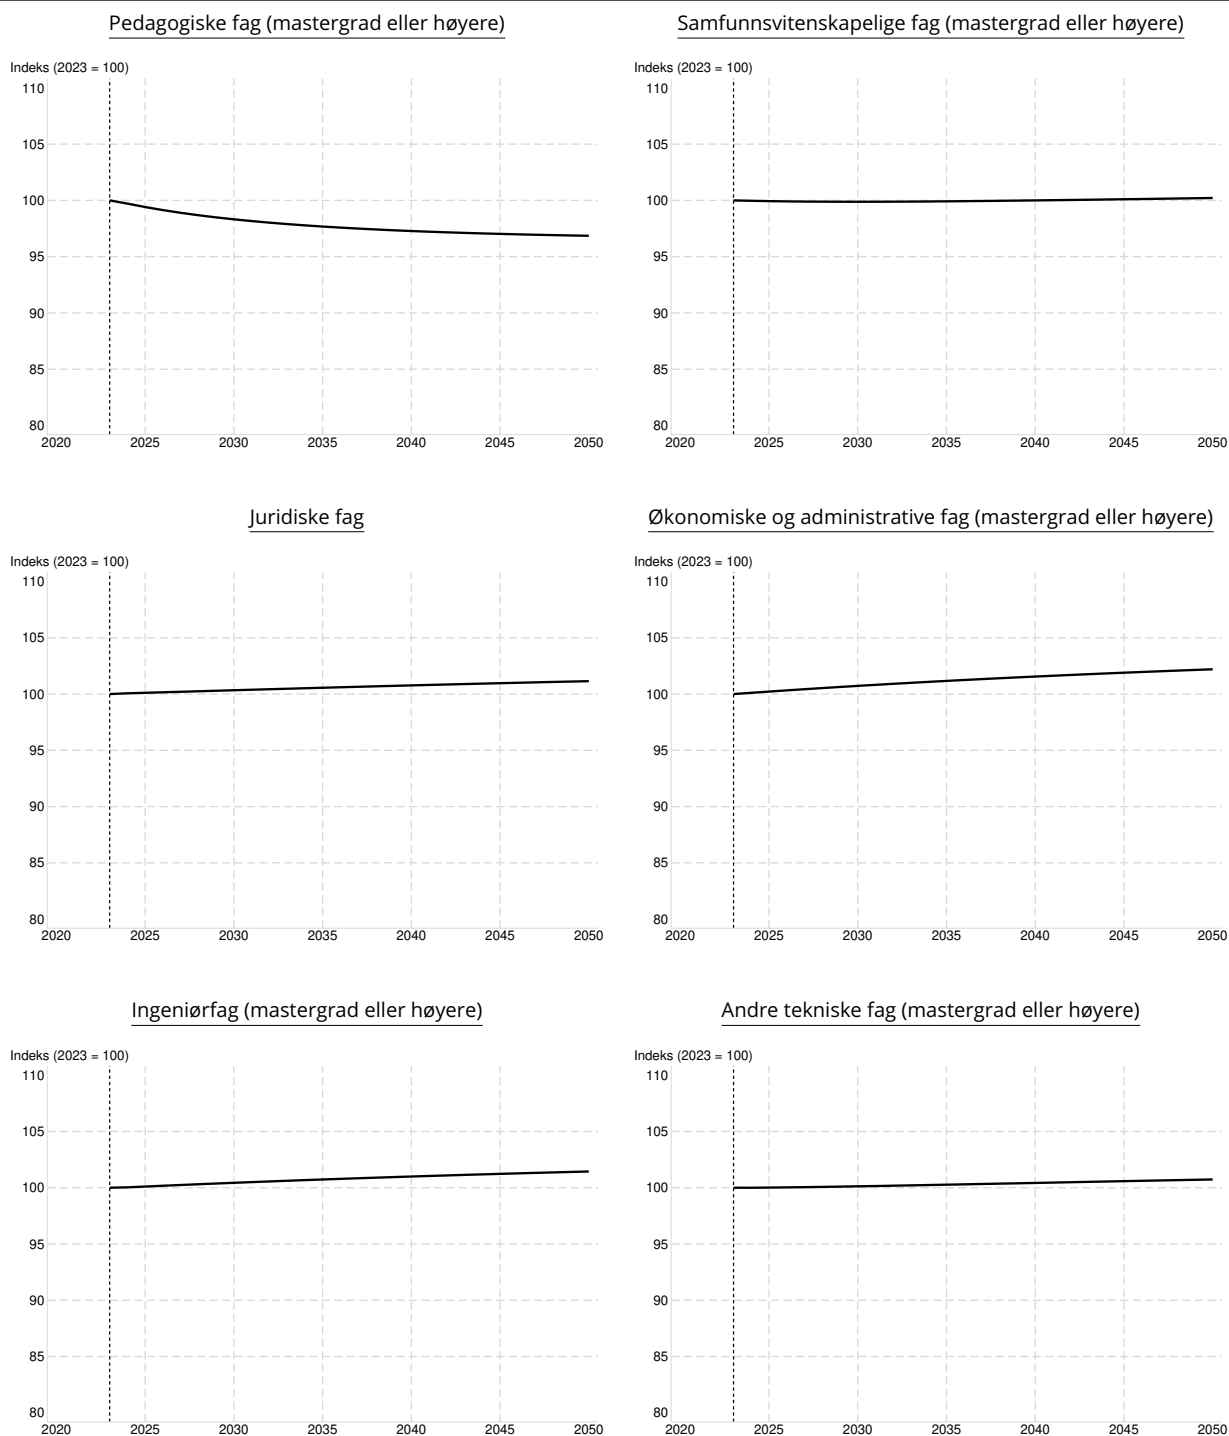 Pedagogiske fag (mastergrad eller høyere)
Indeks (2023 = 100)
110
105
100
95
90
85
80
2020 2025 2030 2035 2040 2045 2050
Samfunnsvitenskapelige fag (mastergrad eller høyere)
Indeks (2023 = 100)
110
105
100
95
90
85
80
2020 2025 2030 2035 2040 2045 2050
Juridiske fag
Indeks (2023 = 100)
110
105
100
95
90
85
80
2020 2025 2030 2035 2040 2045 2050
Økonomiske og administrative fag (mastergrad eller høyere)
Indeks (2023 = 100)
110
105
100
95
90
85
80
2020 2025 2030 2035 2040 2045 2050
Ingeniørfag (mastergrad eller høyere)
Indeks (2023 = 100)
110
105
100
95
90
85
80
2020 2025 2030 2035 2040 2045 2050
Andre tekniske fag (mastergrad eller høyere)
Indeks (2023 = 100)
110
105
100
95
90
85
80
2020 2025 2030 2035 2040 2045 2050